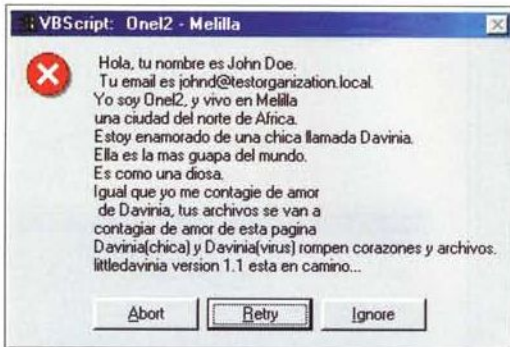 VBScript: Onel2 - Melilla
Hola, tu nombre es John Doe.
Tu email es johnd@testorganization.local.
Yo soy Onel2, y vivo en Melilla
una ciudad del norte de Africa.
Estoy enamorado de una chica llamada Davinia.
Ella es la mas guapa del mundo.
Es como una diosa.
Igual que yo me contagie de amor
de Davinia, tus archivos se van a
contagiar de amor de esta pagina
Davinia(chica) y Davinia(virus) rompen corazones y archivos.
littledavinia version 1.1 esta en camino...
Abort Retry Ignore